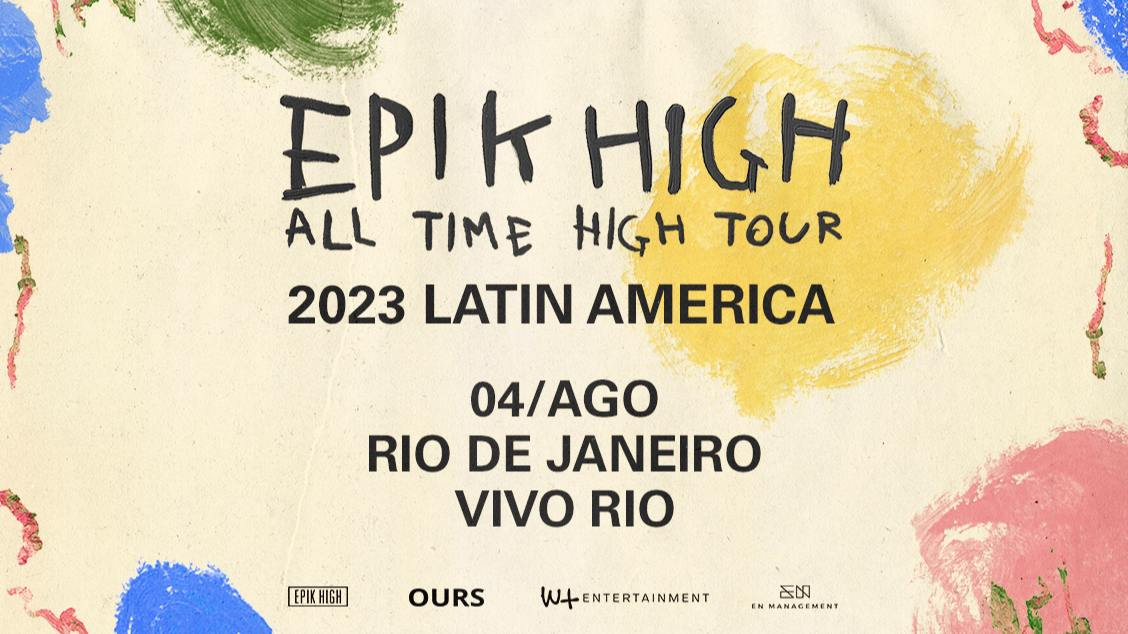 EPIK HIGH
ALL TIME HIGH TOUR
2023 LATIN AMERICA
04/AGO
RIO DE JANEIRO
VIVO RIO
EPIK HIGH OURS W+ ENTERTAINMENT EN EN MANAGEMENT